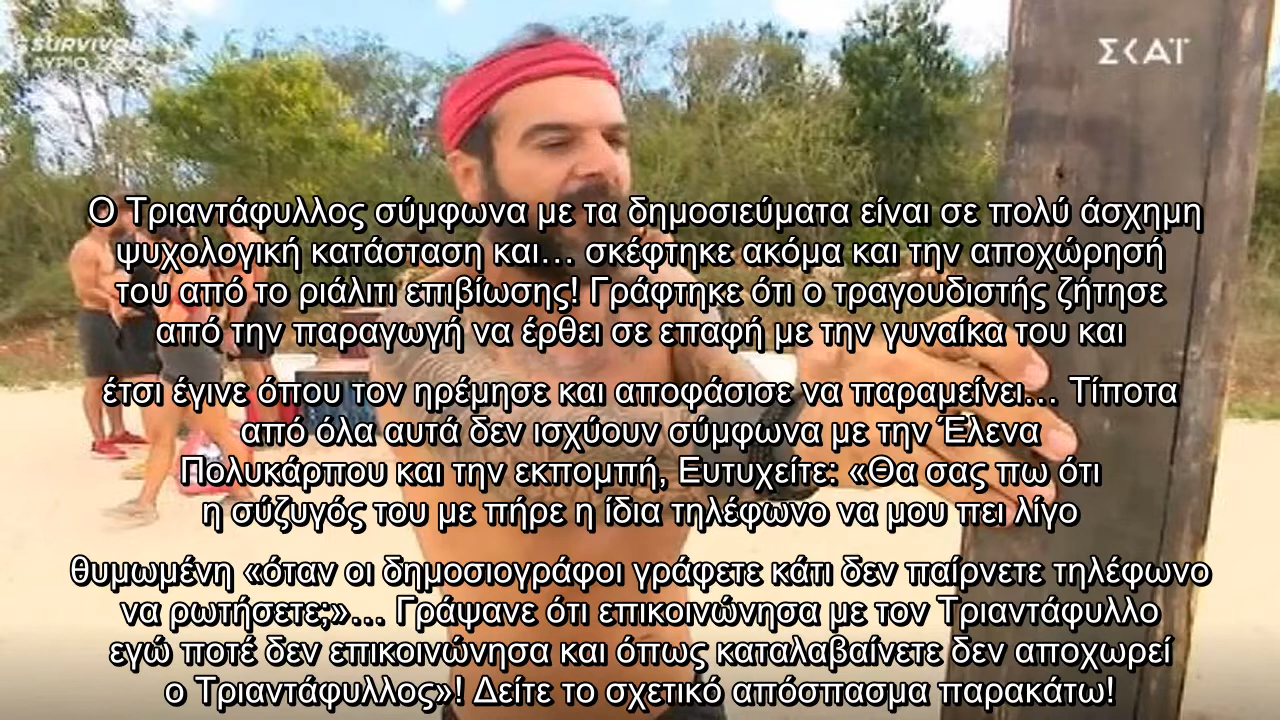 SURVIVOR
ΑΥΡΙΟ 22:00
ΣΚΑΪ
Ο Τριαντάφυλλος σύμφωνα με τα δημοσιεύματα είναι σε πολύ άσχημη
ψυχολογική κατάσταση και… σκέφτηκε ακόμα και την αποχώρησή
του από το ριάλιτι επιβίωσης! Γράφτηκε ότι ο τραγουδιστής ζήτησε
από την παραγωγή να έρθει σε επαφή με την γυναίκα του και
έτσι έγινε όπου τον ηρέμησε και αποφάσισε να παραμείνει… Τίποτα
από όλα αυτά δεν ισχύουν σύμφωνα με την Έλενα
Πολυκάρπου και την εκπομπή, Ευτυχείτε: «Θα σας πω ότι
η σύζυγός του με πήρε η ίδια τηλέφωνο να μου πει λίγο
θυμωμένη «όταν οι δημοσιογράφοι γράφετε κάτι δεν παίρνετε τηλέφωνο
να ρωτήσετε;»… Γράψανε ότι επικοινώνησα με τον Τριαντάφυλλο
εγώ ποτέ δεν επικοινώνησα και όπως καταλαβαίνετε δεν αποχωρεί
ο Τριαντάφυλλος»! Δείτε το σχετικό απόσπασμα παρακάτω!